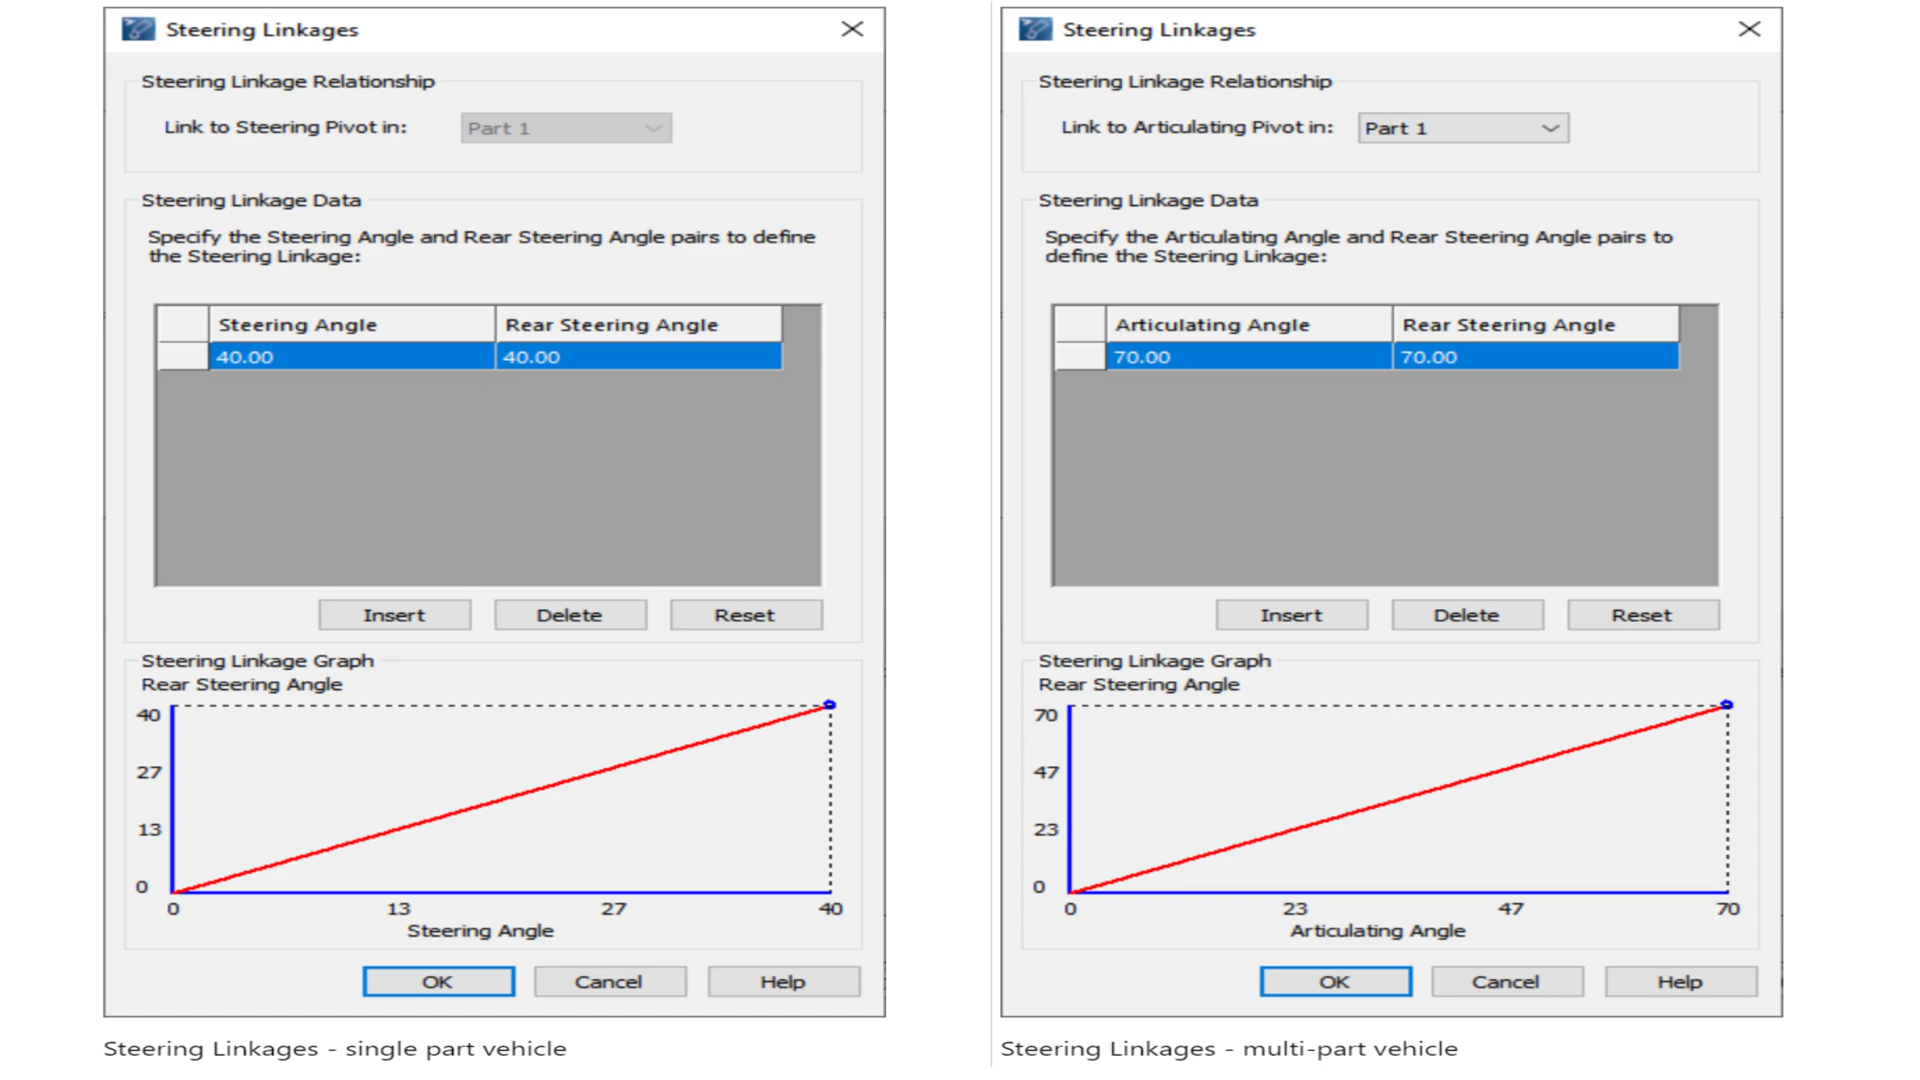 Steering Linkages
Steering Linkage Relationship
Link to Steering Pivot in:
Part 1
Steering Linkage Data
Specify the Steering Angle and Rear Steering Angle pairs to define
the Steering Linkage:
Steering Angle Rear Steering Angle
40.00 40.00
Insert Delete Reset
Steering Linkage Graph
Rear Steering Angle
40
27
13
0
0 13 27 40
Steering Angle
OK Cancel Help
Steering Linkages - single part vehicle
Steering Linkages
Steering Linkage Relationship
Link to Articulating Pivot in:
Part 1
Steering Linkage Data
Specify the Articulating Angle and Rear Steering Angle pairs to
define the Steering Linkage:
Articulating Angle Rear Steering Angle
70.00 70.00
Insert Delete Reset
Steering Linkage Graph
Rear Steering Angle
70
47
23
0
0 23 47 70
Articulating Angle
OK Cancel Help
Steering Linkages - multi-part vehicle